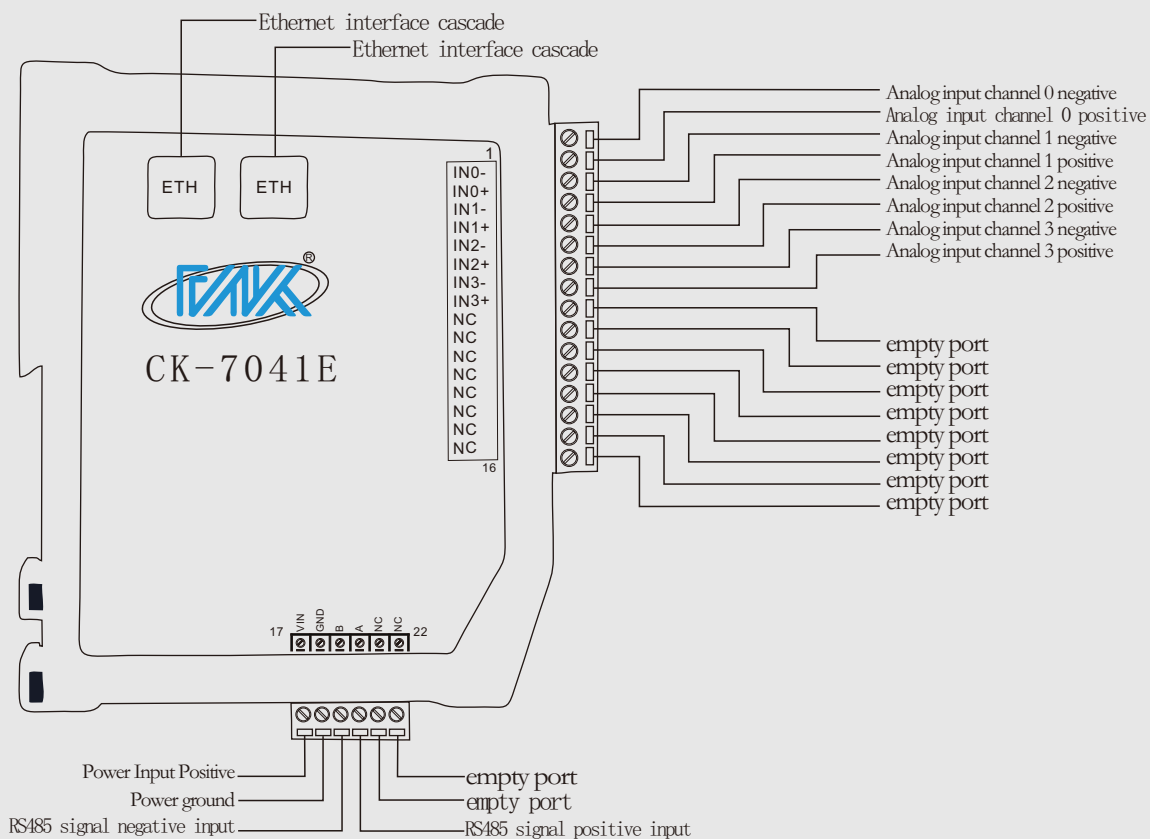 Ethernet interface cascade
Ethernet interface cascade
Analog input channel 0 negative
Analog input channel 0 positive
Analog input channel 1 negative
Analog input channel 1 positive
Analog input channel 2 negative
Analog input channel 2 positive
Analog input channel 3 negative
Analog input channel 3 positive
empty port
empty port
empty port
empty port
empty port
empty port
empty port
empty port
ETH
ETH
®
CK-7041E
1
IN0-
IN0+
IN1-
IN1+
IN2-
IN2+
IN3-
IN3+
NC
NC
NC
NC
NC
NC
NC
NC
16
17 VIN GND B A NC NC 22
Power Input Positive
Power ground
RS485 signal negative input
empty port
empty port
RS485 signal positive input